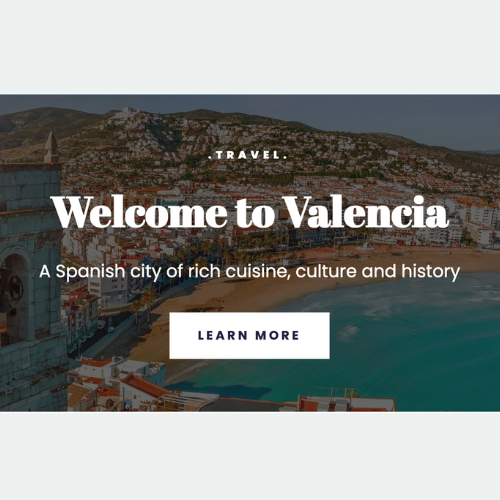 .TRAVEL.
Welcome to Valencia
A Spanish city of rich cuisine, culture and history
LEARN MORE